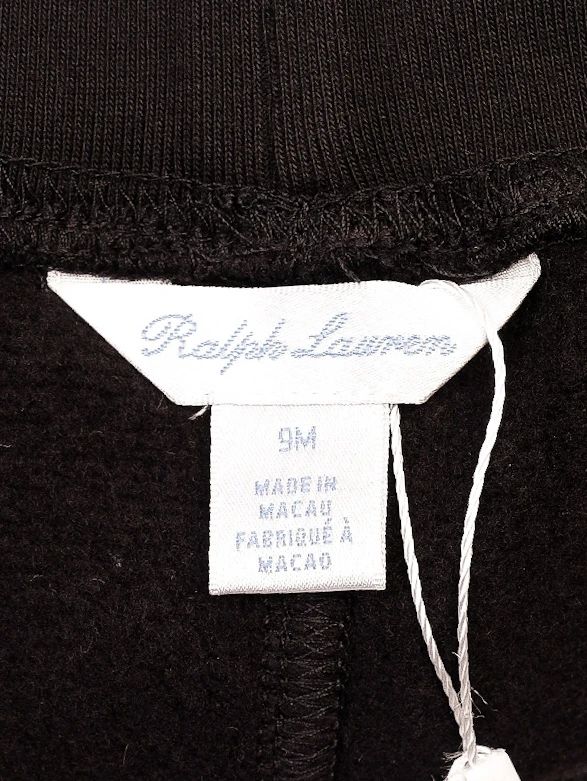 Ralph Lauren
9M
MADE IN
MACAU
FABRIQUÉ À
MACAO